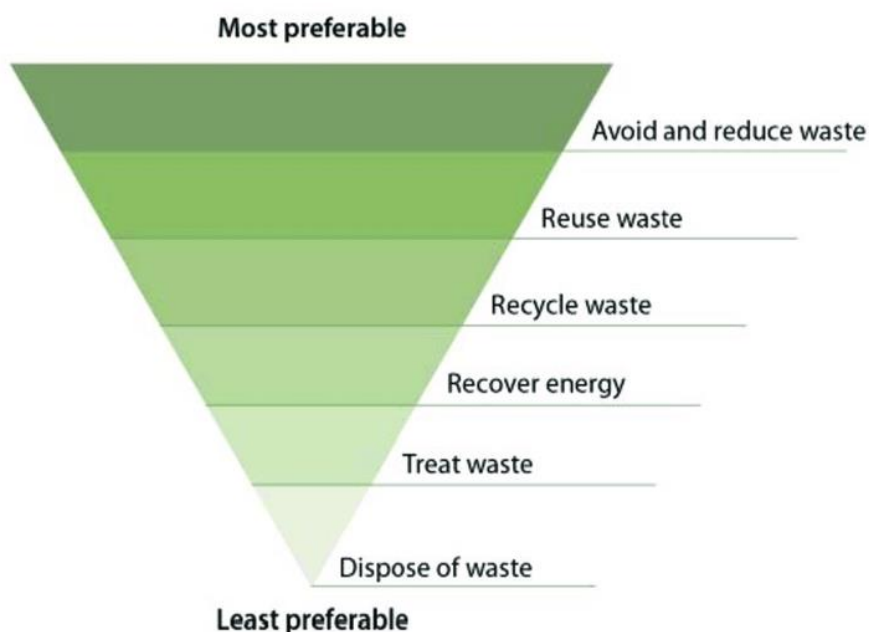 Most preferable
Avoid and reduce waste
Reuse waste
Recycle waste
Recover energy
Treat waste
Dispose of waste
Least preferable